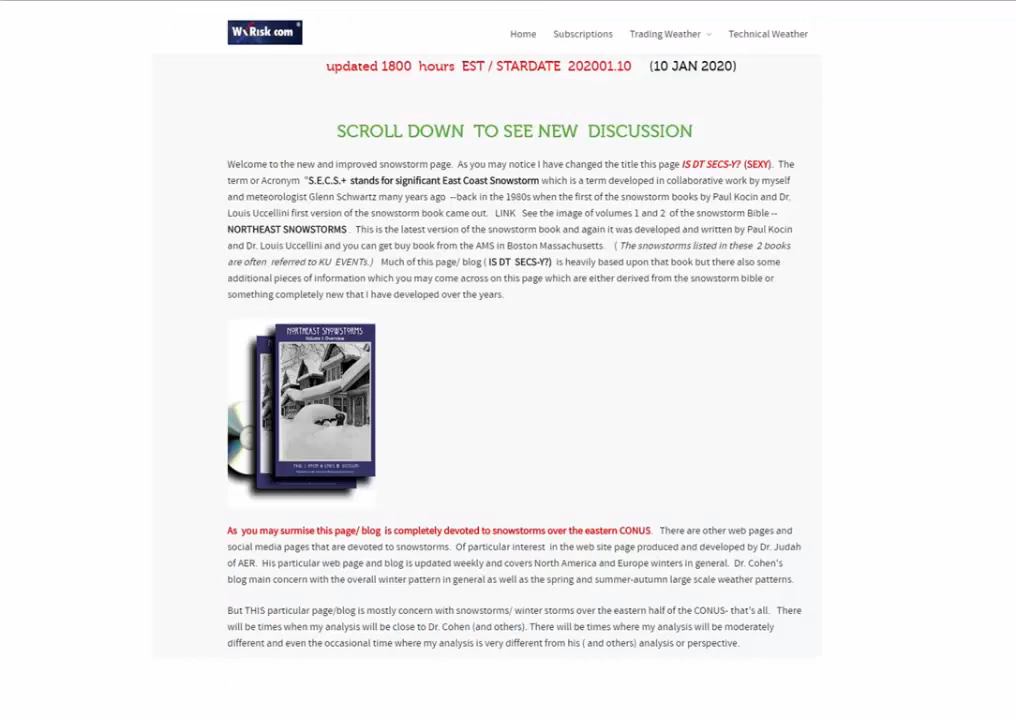 WxRisk com
Home Subscriptions Trading Weather Technical Weather
updated 1800 hours EST / STARDATE 202001.10 (10 JAN 2020)
SCROLL DOWN TO SEE NEW DISCUSSION
Welcome to the new and improved snowstorm page. As you may notice I have changed the title this page IS DT SECS-Y? (SEXY). The
term or Acronym "S.E.C.S.+ stands for significant East Coast Snowstorm which is a term developed in collaborative work by myself
and meteorologist Glenn Schwartz many years ago --back in the 1980s when the first of the snowstorm books by Paul Kocin and Dr.
Louis Uccellini first version of the snowstorm book came out. LINK See the image of volumes 1 and 2 of the snowstorm Bible --
NORTHEAST SNOWSTORMS . This is the latest version of the snowstorm book and again it was developed and written by Paul Kocin
and Dr. Louis Uccellini and you can get buy book from the AMS in Boston Massachusetts. ( The snowstorms listed in these 2 books
are often referred to KU EVENTs.) Much of this page/ blog ( IS DT SECS-Y?) is heavily based upon that book but there also some
additional pieces of information which you may come across on this page which are either derived from the snowstorm bible or
something completely new that I have developed over the years.
NORTHEAST SNOWSTORMS
Volume I: Overview
As you may surmise this page/ blog is completely devoted to snowstorms over the eastern CONUS. There are other web pages and
social media pages that are devoted to snowstorms. Of particular interest in the web site page produced and developed by Dr. Judah
of AER. His particular web page and blog is updated weekly and covers North America and Europe winters in general. Dr. Cohen's
blog main concern with the overall winter pattern in general as well as the spring and summer-autumn large scale weather patterns.
But THIS particular page/blog is mostly concern with snowstorms/ winter storms over the eastern half of the CONUS- that's all. There
will be times when my analysis will be close to Dr. Cohen (and others). There will be times where my analysis will be moderately
different and even the occasional time where my analysis is very different from his ( and others) analysis or perspective.